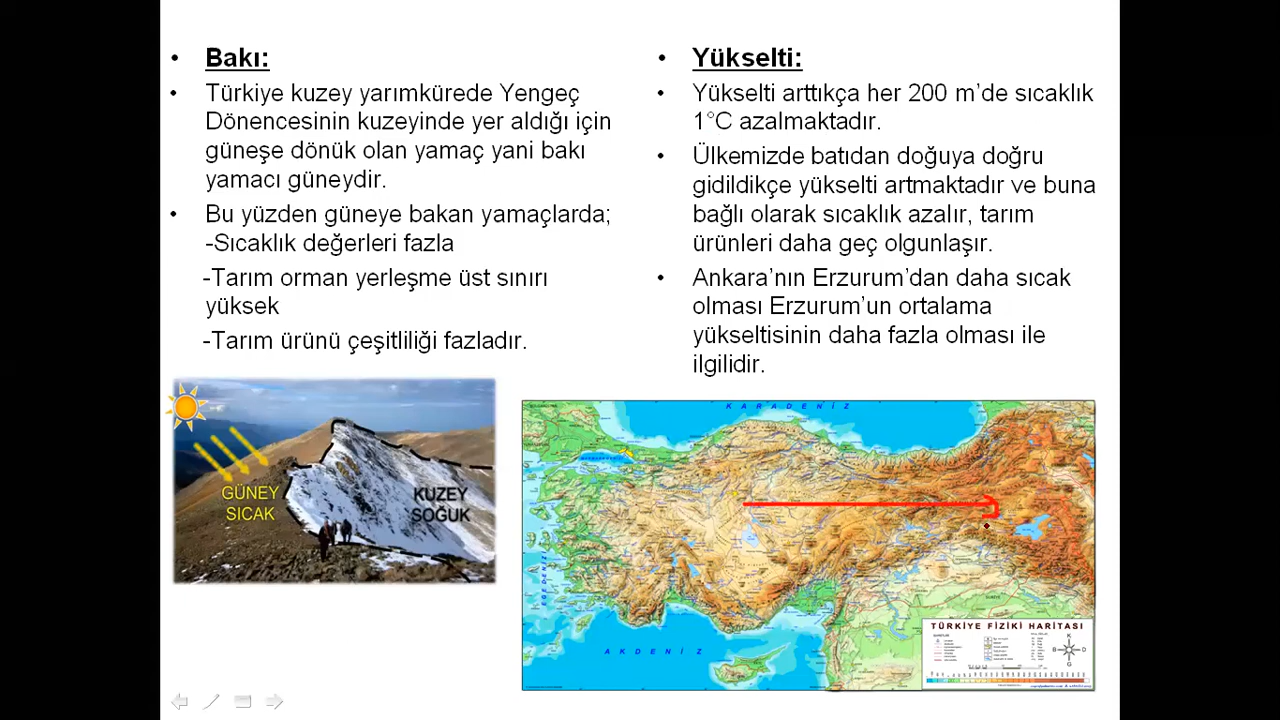 Bakı:
Türkiye kuzey yarımkürede Yengeç
Dönencesinin kuzeyinde yer aldığı için
güneşe dönük olan yamaç yani bakı
yamacı güneydir.
Bu yüzden güneye bakan yamaçlarda;
-Sıcaklık değerleri fazla
-Tarım orman yerleşme üst sınırı
yüksek
-Tarım ürünü çeşitliliği fazladır.
GÜNEY
SICAK
KUZEY
SOĞUK
Yükselti:
Yükselti arttıkça her 200 m'de sıcaklık
1°C azalmaktadır.
Ülkemizde batıdan doğuya doğru
gidildikçe yükselti artmaktadır ve buna
bağlı olarak sıcaklık azalır, tarım
ürünleri daha geç olgunlaşır.
Ankara'nın Erzurum'dan daha sıcak
olması Erzurum'un ortalama
yükseltisinin daha fazla olması ile
ilgilidir.
KARADENİZ
EGE DENİZİ
AKDENİZ
TÜRKİYE FİZİKİ HARİTASI
K
B
D
G